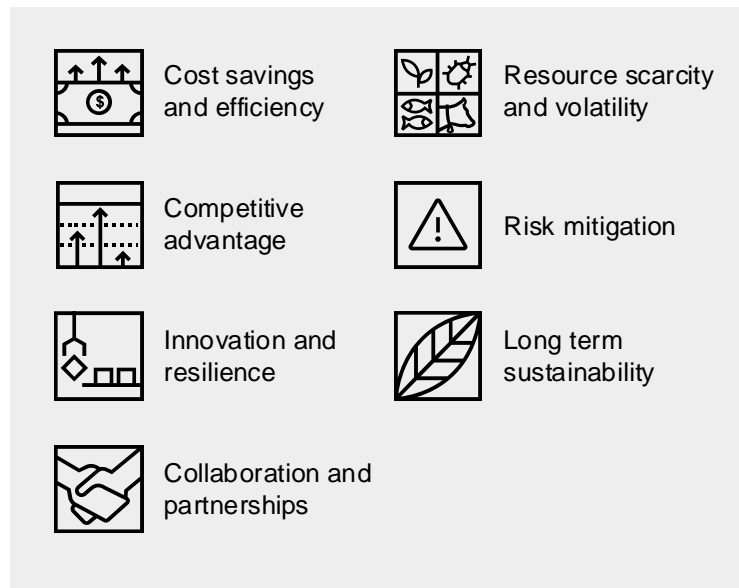 Cost savings
and efficiency
Resource scarcity
and volatility
Competitive
advantage
Risk mitigation
Innovation and
resilience
Long term
sustainability
Collaboration and
partnerships